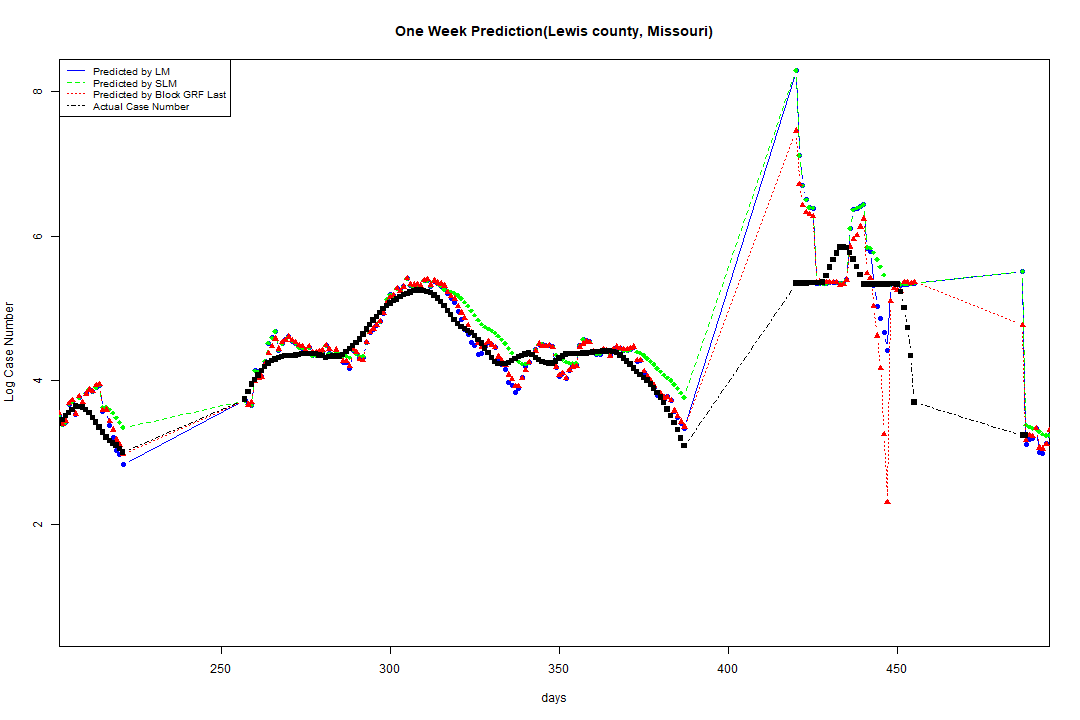 One Week Prediction(Lewis county, Missouri)
Predicted by LM
Predicted by SLM
Predicted by Block GRF Last
Actual Case Number
8
6
4
2
Log Case Number
250 300 350 400 450
days